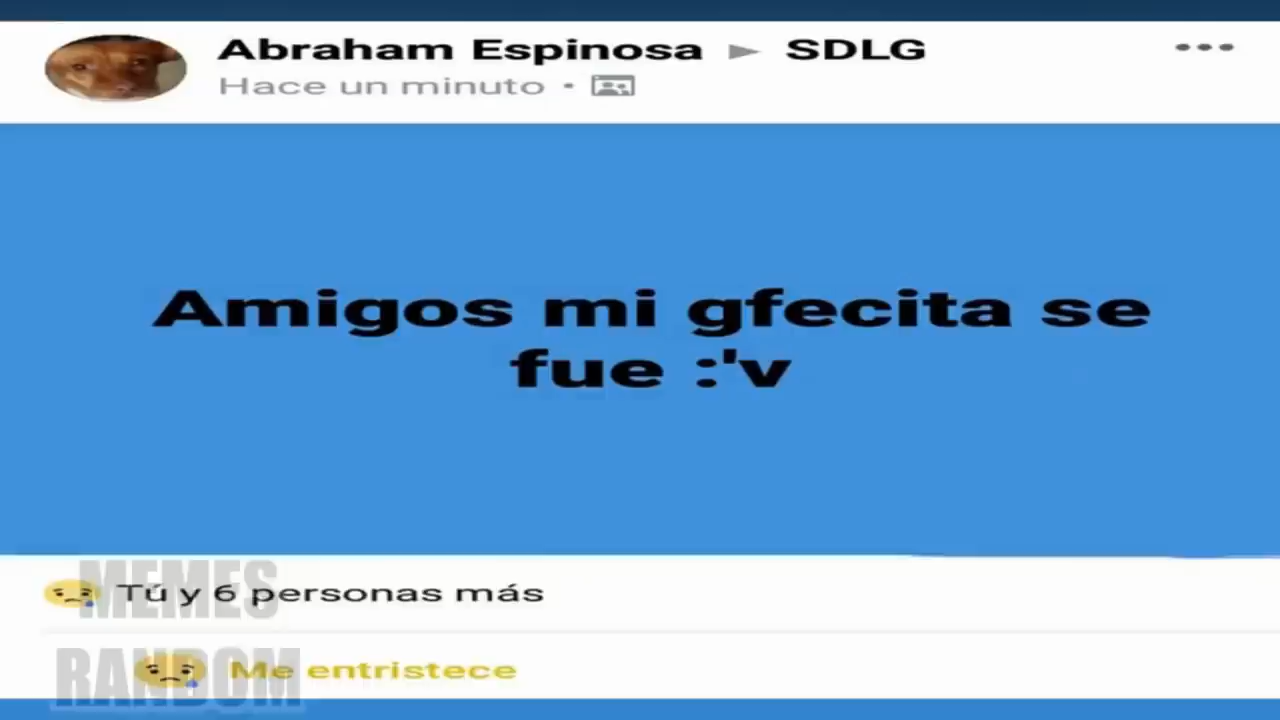 Abraham Espinosa ► SDLG
Hace un minuto •
Amigos mi gfecita se
fue :'v
Tú y 6 personas más
Me entristece
MEMES
RANDOM